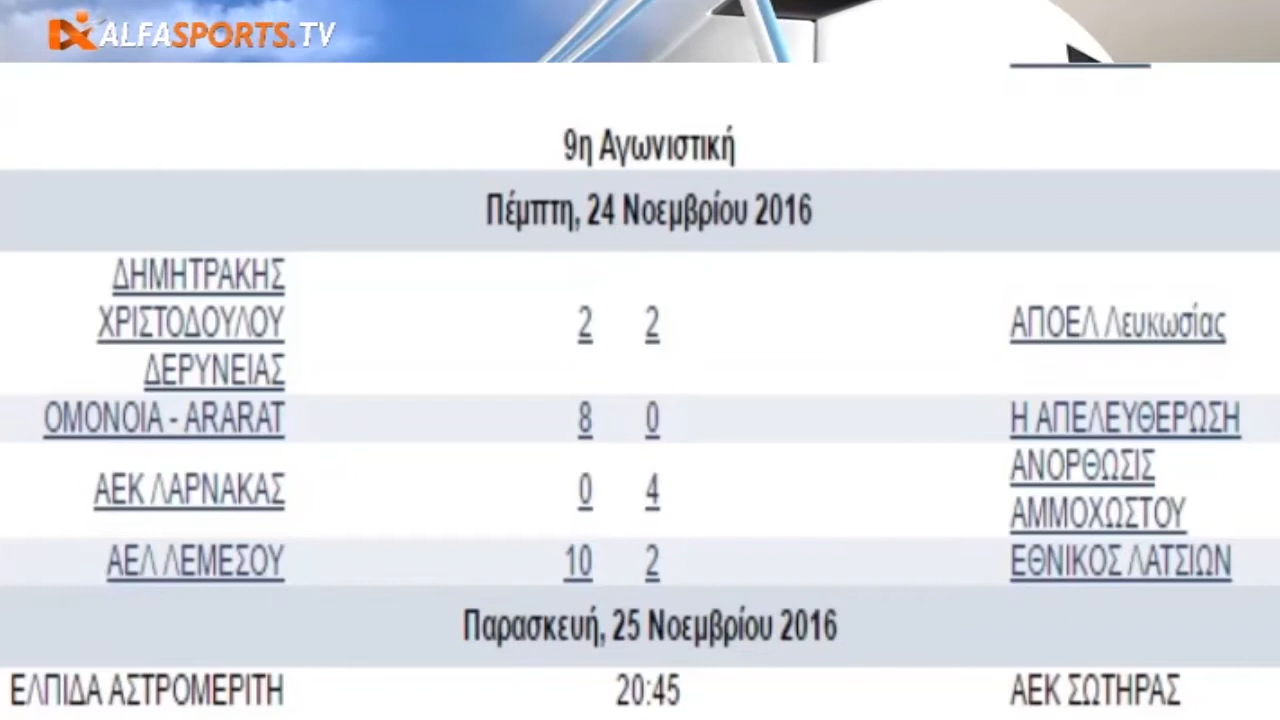 ALFASPORTS.TV
9η Αγωνιστική
Πέμπτη, 24 Νοεμβρίου 2016
ΔΗΜΗΤΡΑΚΗΣ
ΧΡΙΣΤΟΔΟΥΛΟΥ 2 2 ΑΠΟΕΛ Λευκωσίας
ΔΕΡΥΝΕΙΑΣ
ΟΜΟΝΟΙΑ - ARARAT 8 0 Η ΑΠΕΛΕΥΘΕΡΩΣΗ
ΑΝΟΡΘΩΣΙΣ
ΑΕΚ ΛΑΡΝΑΚΑΣ 0 4
ΑΜΜΟΧΩΣΤΟΥ
ΑΕΛ ΛΕΜΕΣΟΥ 10 2 ΕΘΝΙΚΟΣ ΛΑΤΣΙΩΝ
Παρασκευή, 25 Νοεμβρίου 2016
ΕΛΠΙΔΑ ΑΣΤΡΟΜΕΡΙΤΗ 20:45 ΑΕΚ ΣΩΤΗΡΑΣ